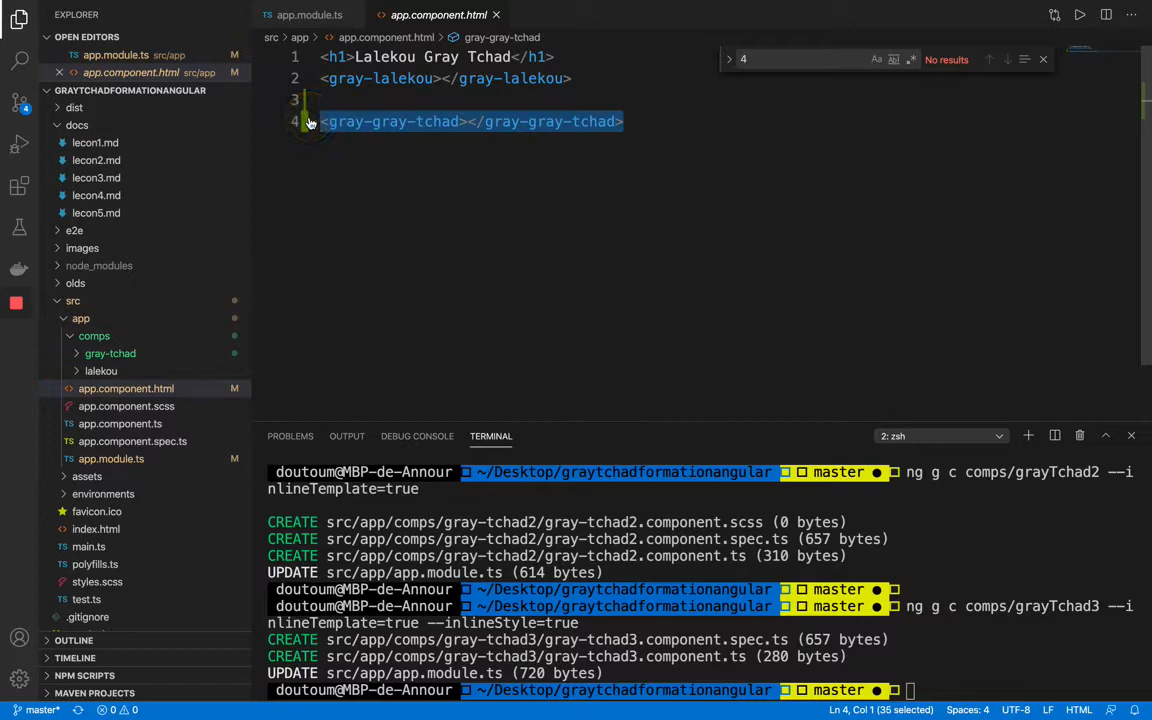 EXPLORER
OPEN EDITORS
app.module.ts src/app M
app.component.html src/app M
GRAYTCHADFORMATIONANGULAR
dist
docs
lecon1.md
lecon2.md
lecon3.md
lecon4.md
lecon5.md
e2e
images
node_modules
olds
src
app
comps
gray-tchad
lalekou
app.component.html M
app.component.scss
app.component.ts
app.component.spec.ts
app.module.ts M
assets
environments
favicon.ico
index.html
main.ts
polyfills.ts
styles.scss
test.ts
.gitignore
OUTLINE
TIMELINE
NPM SCRIPTS
MAVEN PROJECTS
4
app.module.ts app.component.html
src > app > app.component.html > gray-gray-tchad
1 <h1>Lalekou Gray Tchad</h1>
2 <gray-lalekou></gray-lalekou>
3
4 <gray-gray-tchad></gray-gray-tchad>
4 Aa Abl .* No results
PROBLEMS OUTPUT DEBUG CONSOLE TERMINAL 2: zsh
doutoum@MBP-de-Annour ~/Desktop/graytchadformationangular master ● ng g c comps/grayTchad2 --i
nlineTemplate=true
CREATE src/app/comps/gray-tchad2/gray-tchad2.component.scss (0 bytes)
CREATE src/app/comps/gray-tchad2/gray-tchad2.component.spec.ts (657 bytes)
CREATE src/app/comps/gray-tchad2/gray-tchad2.component.ts (310 bytes)
UPDATE src/app/app.module.ts (614 bytes)
doutoum@MBP-de-Annour ~/Desktop/graytchadformationangular master ●
doutoum@MBP-de-Annour ~/Desktop/graytchadformationangular master ● ng g c comps/grayTchad3 --i
nlineTemplate=true --inlineStyle=true
CREATE src/app/comps/gray-tchad3/gray-tchad3.component.spec.ts (657 bytes)
CREATE src/app/comps/gray-tchad3/gray-tchad3.component.ts (280 bytes)
UPDATE src/app/app.module.ts (720 bytes)
doutoum@MBP-de-Annour ~/Desktop/graytchadformationangular master ●
master* 0 0 Ln 4, Col 1 (35 selected) Spaces: 4 UTF-8 LF HTML